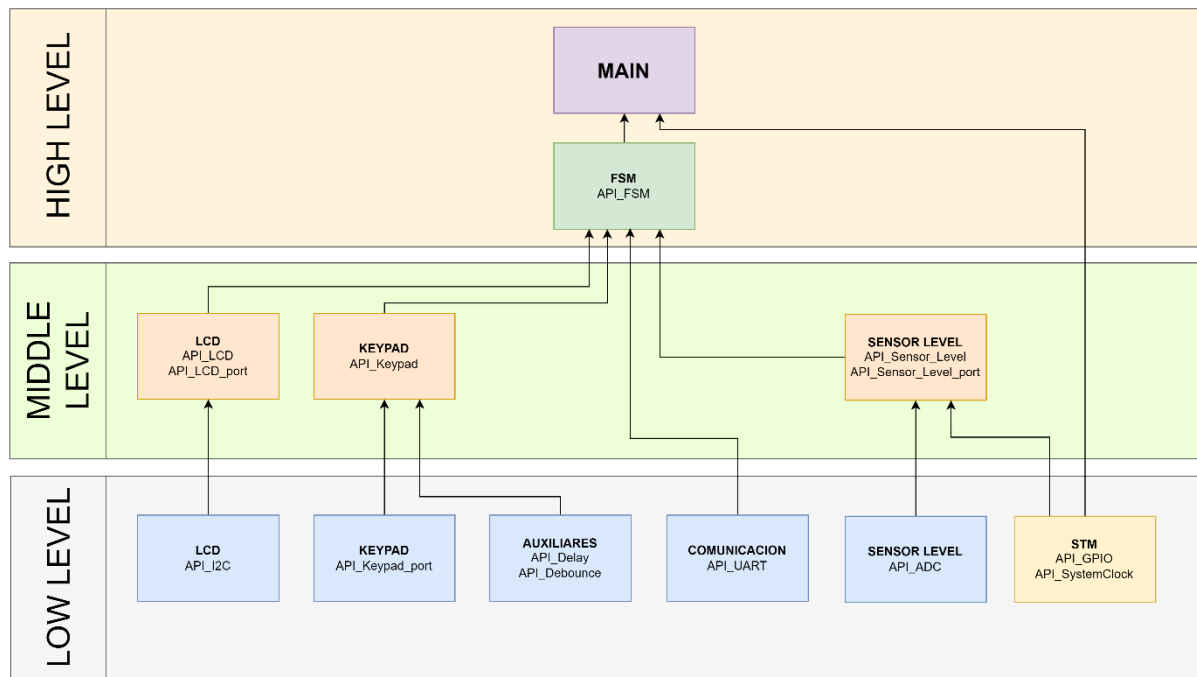 HIGH LEVEL
MAIN
FSM
API_FSM
MIDDLE
LEVEL
LCD
API_LCD
API_LCD_port
KEYPAD
API_Keypad
SENSOR LEVEL
API_Sensor_Level
API_Sensor_Level_port
LOW LEVEL
LCD
API_I2C
KEYPAD
API_Keypad_port
AUXILIARES
API_Delay
API_Debounce
COMUNICACION
API_UART
SENSOR LEVEL
API_ADC
STM
API_GPIO
API_SystemClock